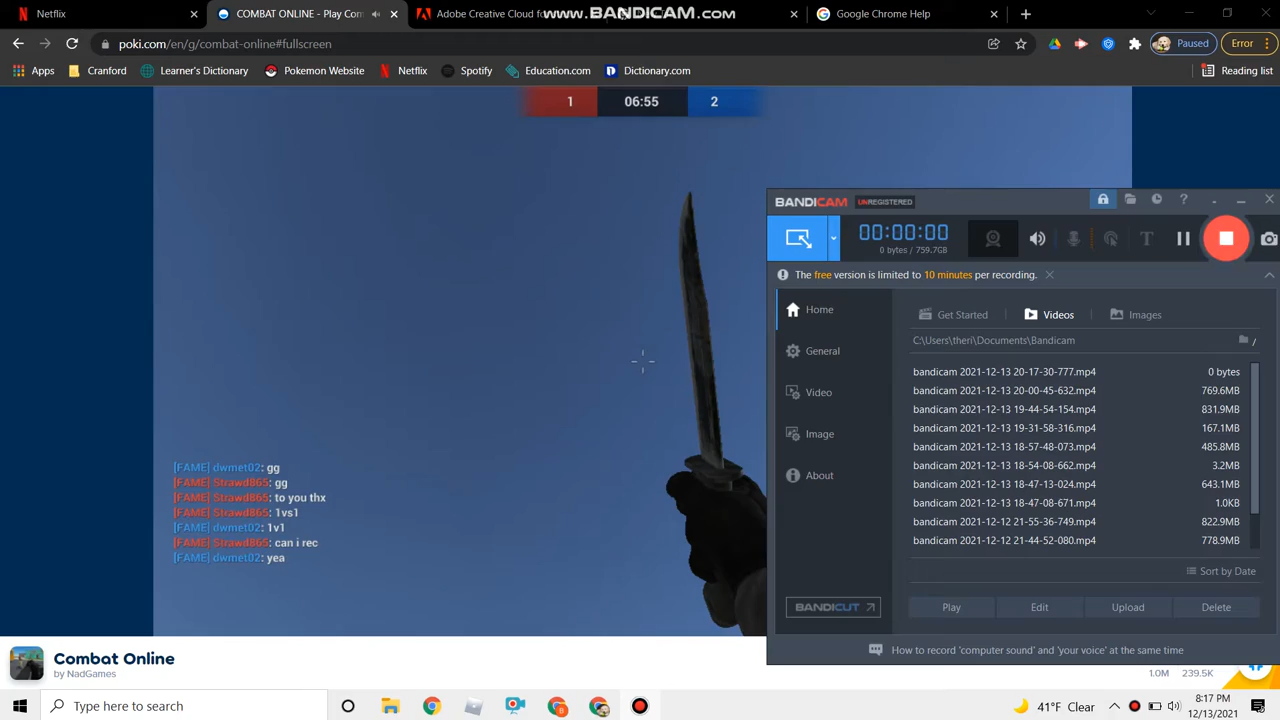 Netflix
COMBAT ONLINE - Play Com
Adobe Creative Cloud fo
www.BANDICAM.com
Google Chrome Help
poki.com/en/g/combat-online#fullscreen
Paused
Error
Apps
Cranford
Learner's Dictionary
Pokemon Website
Netflix
Spotify
Education.com
Dictionary.com
Reading list
1 06:55 2
BANDICAM UNREGISTERED
00:00:00
0 bytes / 759.7GB
The free version is limited to 10 minutes per recording.
Home
General
Video
Image
About
BANDICUT
Get Started
Videos
Images
C:\Users\theri\Documents\Bandicam
bandicam 2021-12-13 20-17-30-777.mp4 0 bytes
bandicam 2021-12-13 20-00-45-632.mp4 769.6MB
bandicam 2021-12-13 19-44-54-154.mp4 831.9MB
bandicam 2021-12-13 19-31-58-316.mp4 167.1MB
bandicam 2021-12-13 18-57-48-073.mp4 485.8MB
bandicam 2021-12-13 18-54-08-662.mp4 3.2MB
bandicam 2021-12-13 18-47-13-024.mp4 643.1MB
bandicam 2021-12-13 18-47-08-671.mp4 1.0KB
bandicam 2021-12-12 21-55-36-749.mp4 822.9MB
bandicam 2021-12-12 21-44-52-080.mp4 778.9MB
Sort by Date
Play Edit Upload Delete
How to record 'computer sound' and 'your voice' at the same time
[FAME] dwmet02: gg
[FAME] Strawd865: gg
[FAME] Strawd865: to you thx
[FAME] Strawd865: 1vs1
[FAME] dwmet02: 1v1
[FAME] Strawd865: can i rec
[FAME] dwmet02: yea
Combat Online
by NadGames
1.0M 239.5K
Type here to search
41°F Clear
8:17 PM
12/13/2021